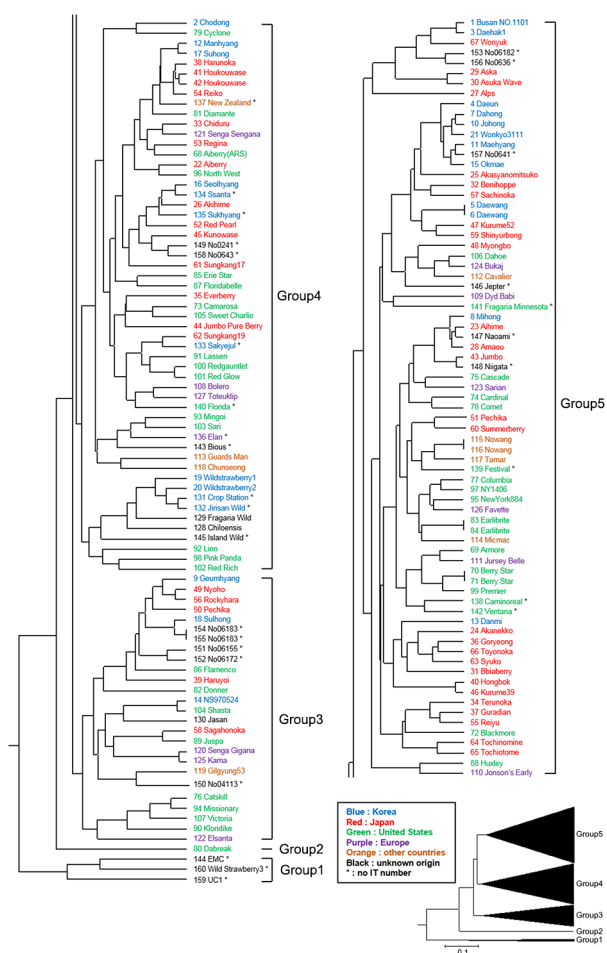 2 Chodong
79 Cyclone
12 Manhyang
17 Suhong
38 Harunoka
41 Houkouwase
42 Houkouwase
54 Reiko
137 New Zealand *
81 Diamante
33 Chiduru
121 Senga Sengana
53 Regina
68 Aiberry(ARS)
22 Aiberry
96 North West
16 Seolhyang
134 Ssanta *
26 Akihime
135 Sukhyang *
52 Red Pearl
45 Kunowase
149 No0241 *
158 No0643 *
61 Sungkang17
85 Erie Star
87 Floridabelle
35 Everberry
73 Camarosa
105 Sweet Charlie
44 Jumbo Pure Berry
62 Sungkang19
133 Sakyejul *
91 Lassen
100 Redgauntlet
101 Red Glow
108 Bolero
127 Toteuklip
140 Florida *
93 Mingoi
103 Sari
136 Elan *
143 Bious *
113 Guards Man
118 Chunseong
19 Wildstrawberry1
20 Wildstrawberry2
131 Crop Station *
132 Jirisan Wild *
129 Fragaria Wild
128 Chiloensis
145 Island Wild *
92 Linn
98 Pink Panda
102 Red Rich
Group4
9 Geumhyang
49 Nyoho
56 Rockyhara
50 Pechika
18 Sulhong
154 No06183 *
155 No06183 *
151 No06155 *
152 No06172 *
86 Flamenco
39 Haruyoi
82 Donner
14 NS970524
104 Shasta
130 Jasan
58 Sagahonoka
89 Juspa
120 Senga Gigana
125 Kama
119 Gilgyung53
150 No04113 *
76 Catskill
94 Missionary
107 Victoria
90 Klondike
122 Elsanta
Group3
80 Dabreak
Group2
144 EMC *
160 Wild Strawberry3 *
159 UC1 *
Group1
1 Busan NO.1101
3 Daehak1
67 Wonyuk
153 No06182 *
156 No0636 *
29 Aska
30 Asuka Wave
27 Alps
4 Daeun
7 Dahong
10 Johong
21 Wonkyo3111
11 Maehyang
157 No0641 *
15 Okmae
25 Akasyanomitsuko
32 Benihoppe
57 Sachinoka
5 Daewang
6 Daewang
47 Kurume52
59 Shinyurbong
48 Myongbo
106 Dahoe
124 Bukaj
112 Cavalier
146 Jepter *
109 Dyd Babi
141 Fragaria Minnesota *
8 Mihong
23 Aihime
147 Naoami *
28 Amaou
43 Jumbo
148 Niigata *
75 Cascade
123 Sarian
74 Cardinal
78 Comet
51 Pechika
60 Summerberry
115 Nowang
116 Nowang
117 Tamar
139 Festival *
77 Columbia
97 NY1406
95 NewYork884
126 Favette
83 Earlibrite
84 Earlibrite
114 Micmac
69 Armore
111 Jursey Belle
70 Berry Star
71 Berry Star
99 Premier
138 Caminoreal *
142 Ventana *
13 Danmi
24 Akanekko
36 Goryeong
66 Toyonoka
63 Syuko
31 Bbiaberry
40 Hongbok
46 Kurume39
34 Terunoka
37 Guradian
55 Reiyu
72 Blackmore
64 Tochinomine
65 Tochiotome
88 Huxley
110 Jonson's Early
Group5
Blue : Korea
Red : Japan
Green : United States
Purple : Europe
Orange : other countries
Black : unknown origin
* : no IT number
Group5
Group4
Group3
Group2
Group1
0.1